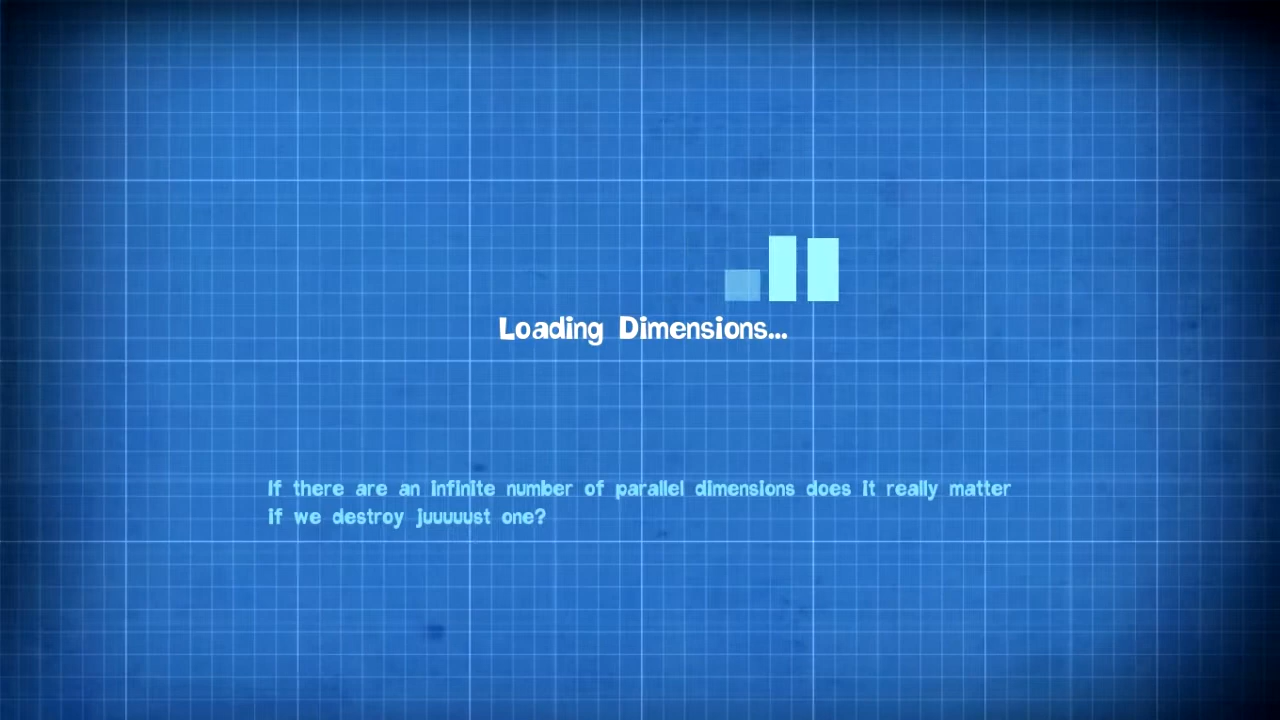 Loading Dimensions...
If there are an infinite number of parallel dimensions does it really matter
if we destroy juuuuust one?